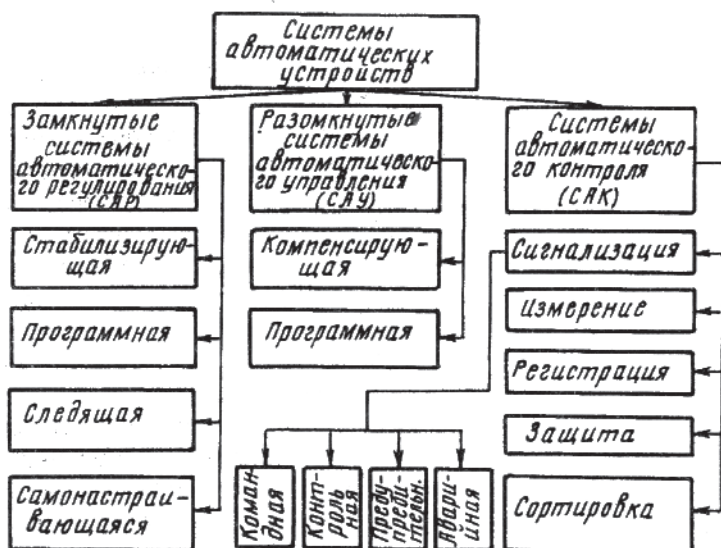 Системы
автоматических
устройств
Замкнутые
системы
автоматическо-
го регулирования
(САР)
Стабилизирую-
щая
Программная
Следящая
Самонастраи-
вающаяся
Разомкнутые
системы
автоматическо-
го управления
(САУ)
Компенсирую-
щая
Программная
Системы
автоматическо-
го контроля
(САК)
Сигнализация
Измерение
Регистрация
Защита
Сортировка
Коман-
дная
Конт-
роль
ная
Преду-
преди-
тельн.
Авари-
йная